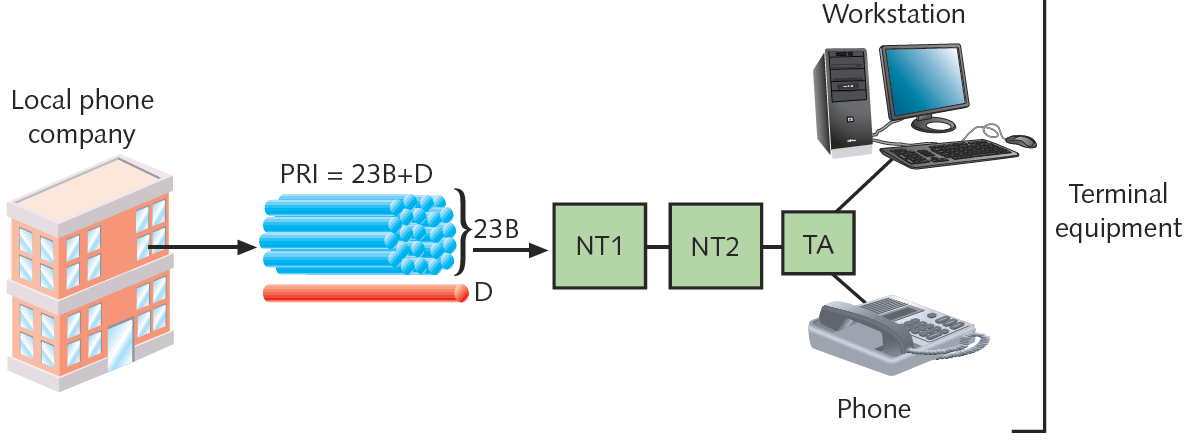 Workstation
Local phone
company
PRI = 23B+D
23B
D
NT1
NT2
TA
Terminal
equipment
Phone